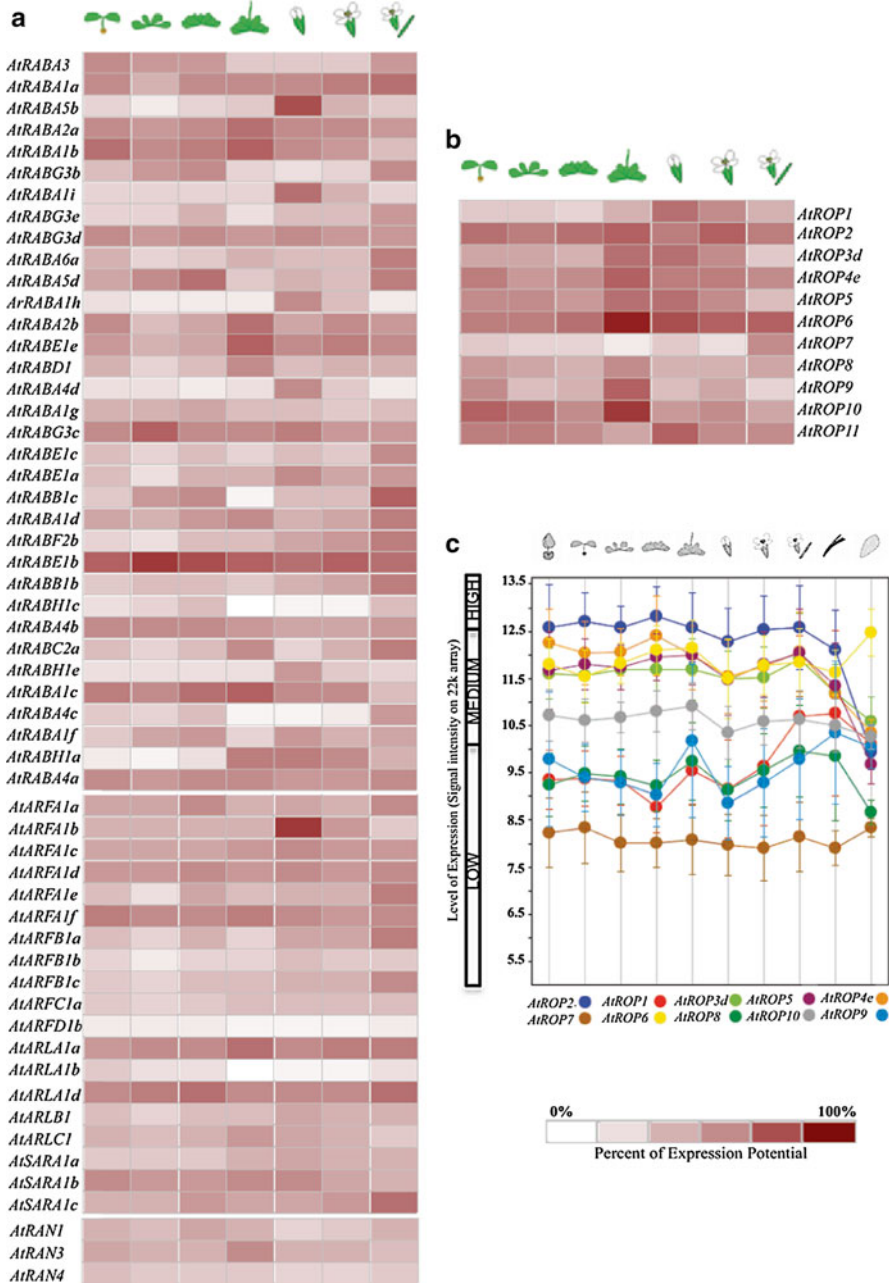 a
AtRABA3
AtRABA1a
AtRABA5b
AtRABA2a
AtRABA1b
AtRABG3b
AtRABA1i
AtRABG3e
AtRABG3d
AtRABA6a
AtRABA5d
ArRABA1h
AtRABA2b
AtRABE1e
AtRABD1
AtRABA4d
AtRABA1g
AtRABG3c
AtRABE1c
AtRABE1a
AtRABB1c
AtRABA1d
AtRABF2b
AtRABE1b
AtRABB1b
AtRABH1c
AtRABA4b
AtRABC2a
AtRABH1e
AtRABA1c
AtRABA4c
AtRABA1f
AtRABH1a
AtRABA4a
AtARFA1a
AtARFA1b
AtARFA1c
AtARFA1d
AtARFA1e
AtARFA1f
AtARFB1a
AtARFB1b
AtARFB1c
AtARFC1a
AtARFD1b
AtARLA1a
AtARLA1b
AtARLA1d
AtARLB1
AtARLC1
AtSARA1a
AtSARA1b
AtSARA1c
AtRAN1
AtRAN3
AtRAN4
b
AtROP1
AtROP2
AtROP3d
AtROP4e
AtROP5
AtROP6
AtROP7
AtROP8
AtROP9
AtROP10
AtROP11
c
Level of Expression (Signal intensity on 22k array)
HIGH
MEDIUM
LOW
13.5
12.5
11.5
10.5
9.5
8.5
7.5
6.5
5.5
AtROP2 AtROP1 AtROP3d AtROP5 AtROP4e
AtROP7 AtROP6 AtROP8 AtROP10 AtROP9
0% 100%
Percent of Expression Potential